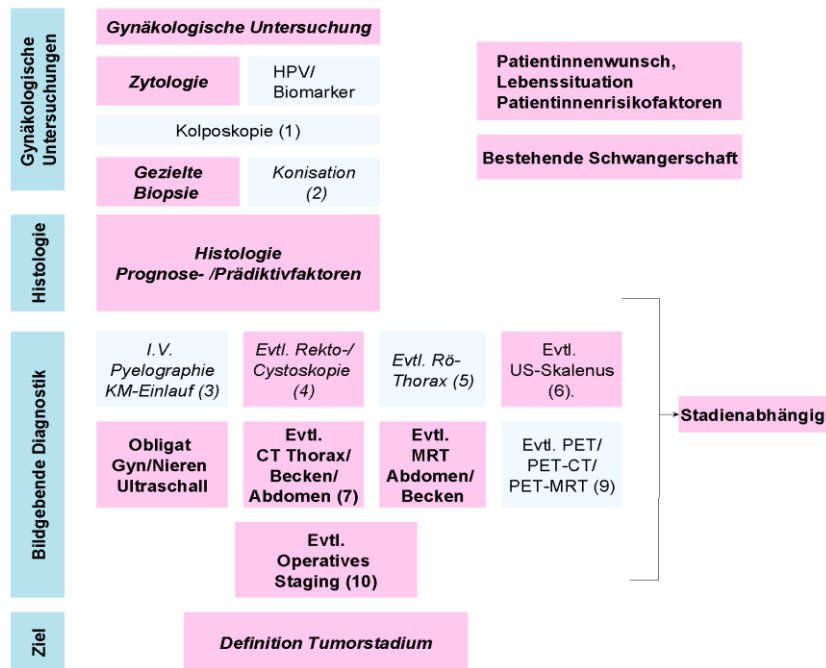 Gynäkologische
Untersuchungen
Gynäkologische Untersuchung
Zytologie
HPV/
Biomarker
Kolposkopie (1)
Gezielte
Biopsie
Konisation
(2)
Patientinnenwunsch,
Lebenssituation
Patientinnenrisikofaktoren
Bestehende Schwangerschaft
Histologie
Histologie
Prognose- /Prädiktivfaktoren
Bildgebende Diagnostik
I.V.
Pyelographie
KM-Einlauf (3)
Evtl. Rekto-/
Cystoskopie
(4)
Evtl. Rö-
Thorax (5)
Evtl.
US-Skalenus
(6).
Obligat
Gyn/Nieren
Ultraschall
Evtl.
CT Thorax/
Becken/
Abdomen (7)
Evtl.
MRT
Abdomen/
Becken
Evtl. PET/
PET-CT/
PET-MRT (9)
Evtl.
Operatives
Staging (10)
Stadienabhängig
Ziel
Definition Tumorstadium